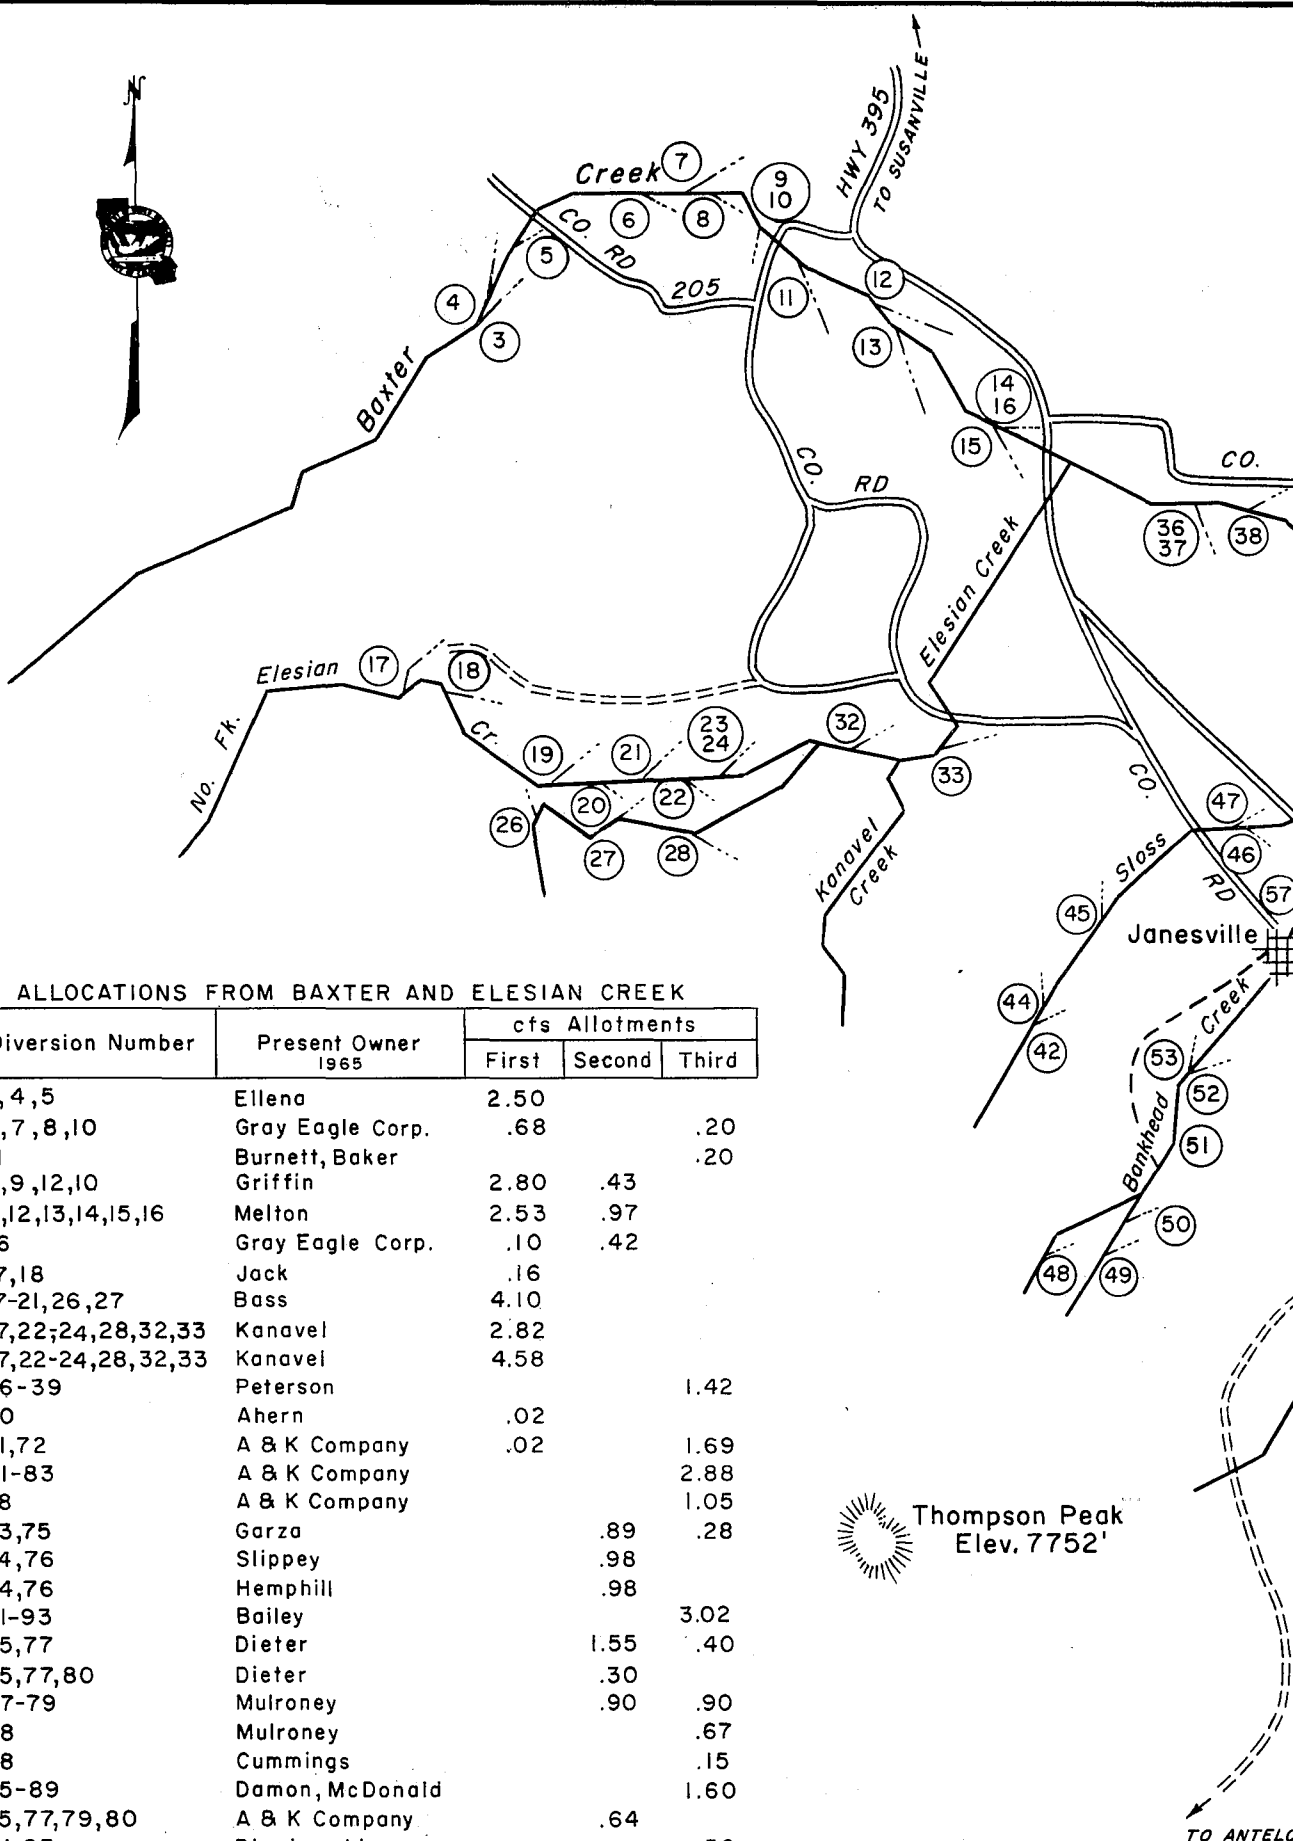 N
TO SUSANVILLE
HWY 395
Creek
7
9
10
6
8
CO. RD
5
12
205
4
11
3
13
Baxter
14
16
15
CO.
CO.
RD
36
37
38
Elesian Creek
Elesian
17
18
No. Fk.
Cr.
23
24
32
19
21
33
CO.
20
22
47
26
27
28
Kanavel
Creek
Sloss
46
RD
57
45
Janesville
44
Creek
42
53
52
Bankhead
51
50
48
49
ALLOCATIONS FROM BAXTER AND ELESIAN CREEK
iversion Number Present Owner 1965 cfs Allotments
First Second Third
,4,5 Ellena 2.50
,7,8,10 Gray Eagle Corp. .68 .20
Burnett, Baker .20
,9,12,10 Griffin 2.80 .43
,12,13,14,15,16 Melton 2.53 .97
6 Gray Eagle Corp. .10 .42
7,18 Jack .16
7-21,26,27 Bass 4.10
7,22-24,28,32,33 Kanavel 2.82
7,22-24,28,32,33 Kanavel 4.58
6-39 Peterson 1.42
0 Ahern .02
1,72 A & K Company .02 1.69
1-83 A & K Company 2.88
8 A & K Company 1.05
3,75 Garza .89 .28
4,76 Slippey .98
4,76 Hemphill .98
1-93 Bailey 3.02
5,77 Dieter 1.55 .40
5,77,80 Dieter .30
7-79 Mulroney .90 .90
8 Mulroney .67
8 Cummings .15
5-89 Damon, McDonald 1.60
5,77,79,80 A & K Company .64
Thompson Peak
Elev. 7752'
TO ANTELO